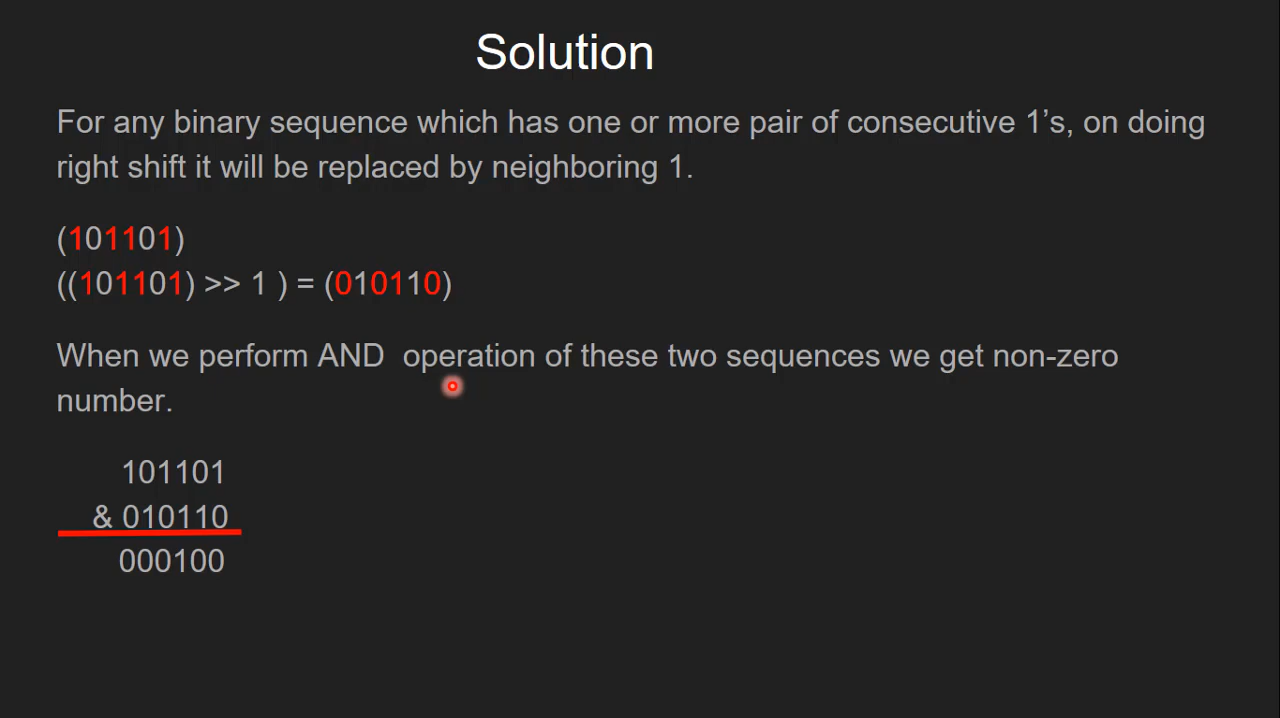 Solution
For any binary sequence which has one or more pair of consecutive 1’s, on doing
right shift it will be replaced by neighboring 1.
(101101)
((101101) >> 1 ) = (010110)
When we perform AND  operation of these two sequences we get non-zero
number.
101101
& 010110
000100